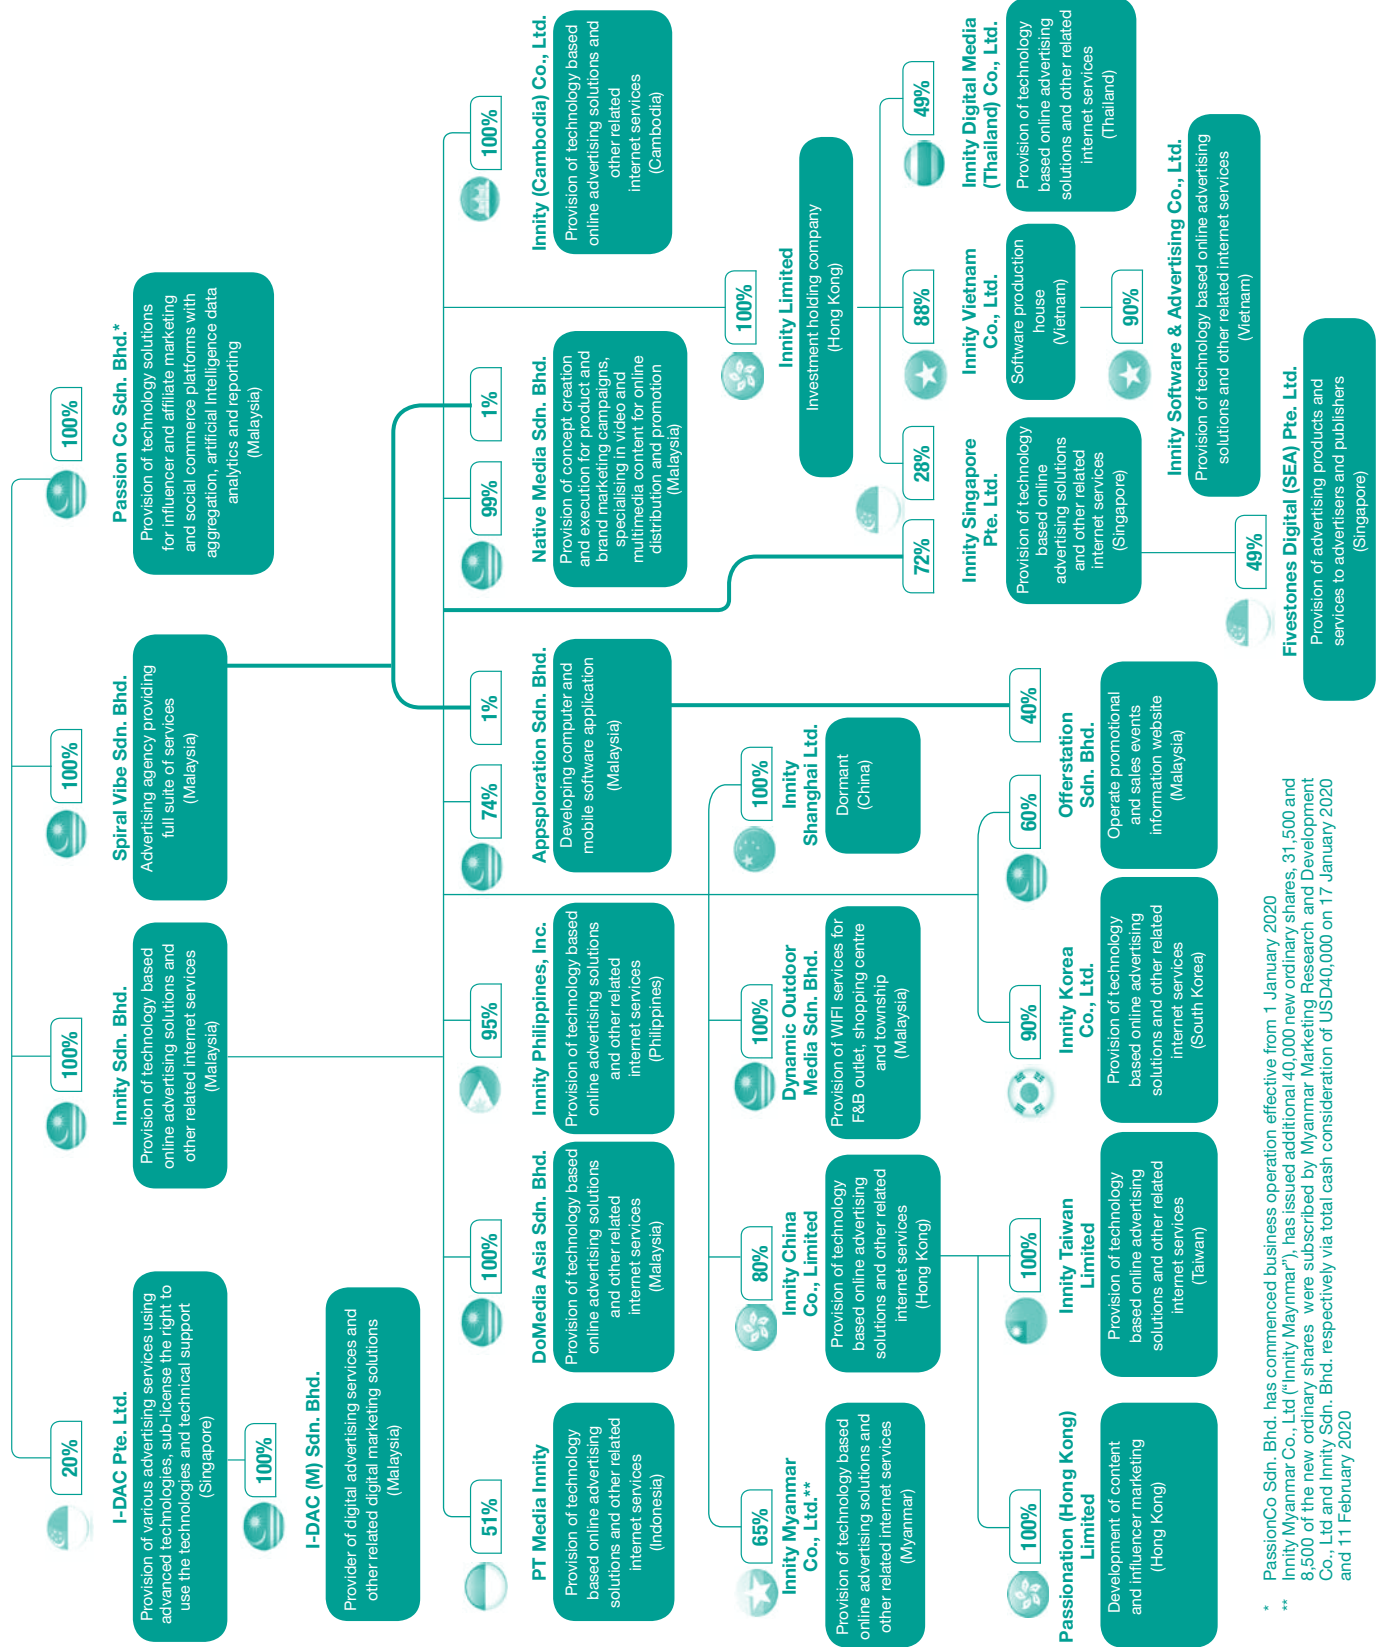 20%
I-DAC Pte. Ltd.
Provision of various advertising services using
advanced technologies, sub-license the right to
use the technologies and technical support
(Singapore)
100%
I-DAC (M) Sdn. Bhd.
Provider of digital advertising services and
other related digital marketing solutions
(Malaysia)
100%
Innity Sdn. Bhd.
Provision of technology based
online advertising solutions and
other related internet services
(Malaysia)
100%
Spiral Vibe Sdn. Bhd.
Advertising agency providing
full suite of services
(Malaysia)
100%
Passion Co Sdn. Bhd.*
Provision of technology solutions
for influencer and affiliate marketing
and social commerce platforms with
aggregation, artificial Intelligence data
analytics and reporting
(Malaysia)
51%
PT Media Innity
Provision of technology
based online advertising
solutions and other related
internet services
(Indonesia)
100%
DoMedia Asia Sdn. Bhd.
Provision of technology based
online advertising solutions
and other related
internet services
(Malaysia)
95%
Innity Philippines, Inc.
Provision of technology based
online advertising solutions
and other related
internet services
(Philippines)
74%
1%
Appsploration Sdn. Bhd.
Developing computer and
mobile software application
(Malaysia)
99%
1%
Native Media Sdn. Bhd.
Provision of concept creation
and execution for product and
brand marketing campaigns,
specialising in video and
multimedia content for online
distribution and promotion
(Malaysia)
100%
Innity (Cambodia) Co., Ltd.
Provision of technology based
online advertising solutions and
other related
internet services
(Cambodia)
65%
Innity Myanmar
Co., Ltd.**
Provision of technology based
online advertising solutions and
other related internet services
(Myanmar)
80%
Innity China
Co., Limited
Provision of technology
based online advertising
solutions and other related
internet services
(Hong Kong)
100%
Dynamic Outdoor
Media Sdn. Bhd.
Provision of WIFI services for
F&B outlet, shopping centre
and township
(Malaysia)
100%
Innity
Shanghai Ltd.
Dormant
(China)
100%
Innity Limited
Investment holding company
(Hong Kong)
72%
28%
Innity Singapore
Pte. Ltd.
Provision of technology
based online
advertising solutions
and other related
internet services
(Singapore)
88%
Innity Vietnam
Co., Ltd.
Software production
house
(Vietnam)
49%
Innity Digital Media
(Thailand) Co., Ltd.
Provision of technology
based online advertising
solutions and other related
internet services
(Thailand)
100%
Passionation (Hong Kong)
Limited
Development of content
and influencer marketing
(Hong Kong)
100%
Innity Taiwan
Limited
Provision of technology
based online advertising
solutions and other related
internet services
(Taiwan)
90%
Innity Korea
Co., Ltd.
Provision of technology
based online advertising
solutions and other related
internet services
(South Korea)
60%
40%
Offerstation
Sdn. Bhd.
Operate promotional
and sales events
information website
(Malaysia)
90%
Innity Software & Advertising Co., Ltd.
Provision of technology based online advertising
solutions and other related internet services
(Vietnam)
49%
Fivestones Digital (SEA) Pte. Ltd.
Provision of advertising products and
services to advertisers and publishers
(Singapore)
* PassionCo Sdn. Bhd. has commenced business operation effective from 1 January 2020
** Innity Myanmar Co., Ltd ("Innity Maynmar"), has issued additional 40,000 new ordinary shares, 31,500 and
8,500 of the new ordinary shares were subscribed by Myanmar Marketing Research and Development
Co., Ltd and Innity Sdn. Bhd. respectively via total cash consideration of USD40,000 on 17 January 2020
and 11 February 2020